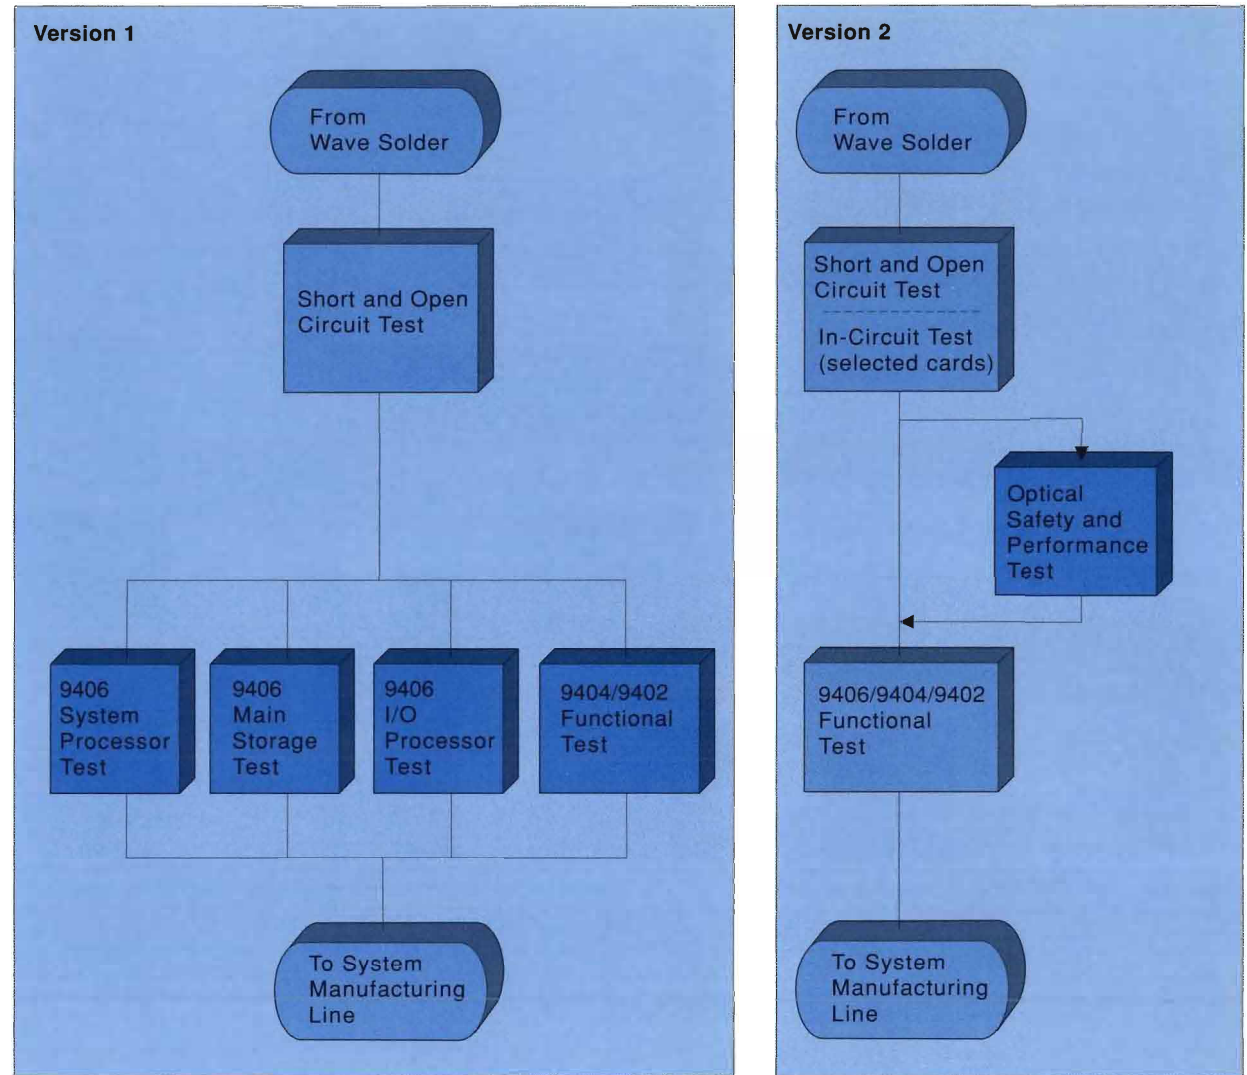 Version 1
From
Wave Solder
Short and Open
Circuit Test
9406
System
Processor
Test
9406
Main
Storage
Test
9406
I/O
Processor
Test
9404/9402
Functional
Test
To System
Manufacturing
Line
Version 2
From
Wave Solder
Short and Open
Circuit Test
In-Circuit Test
(selected cards)
Optical
Safety and
Performance
Test
9406/9404/9402
Functional
Test
To System
Manufacturing
Line